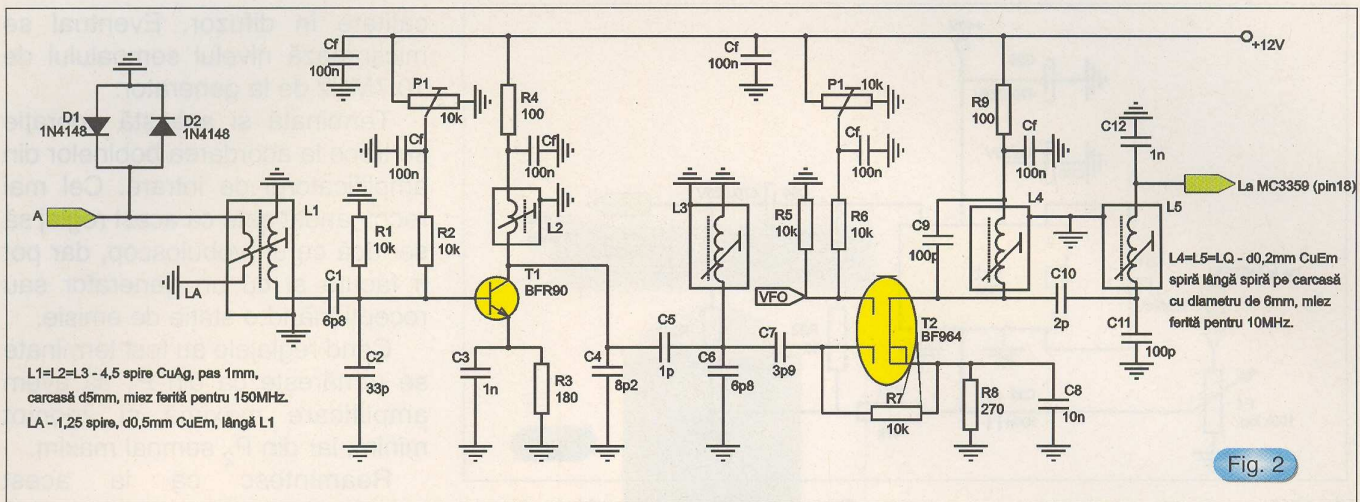 Cf
100n
Cf
100n
+12V
D1
1N4148
D2
1N4148
P1
10k
R4
100
P1
10k
R9
100
C12
1n
Cf
100n
Cf
100n
Cf
100n
Cf
100n
La MC3359 (pin18)
A
L1
L2
L3
L4
L5
R1
10k
R2
10k
R5
10k
R6
10k
C9
100p
LA
C1
6p8
T1
BFR90
VFO
C10
2p
L4=L5=LQ - d0,2mm CuEm
spiră lângă spiră pe carcasă
cu diametru de 6mm, miez
ferită pentru 10MHz.
C2
33p
C3
1n
R3
180
C4
8p2
C5
1p
C6
6p8
C7
3p9
T2
BF964
C11
100p
R7
10k
R8
270
C8
10n
L1=L2=L3 - 4,5 spire CuAg, pas 1mm,
carcasă d5mm, miez ferită pentru 150MHz.
LA - 1,25 spire, d0,5mm CuEm, lângă L1
Fig. 2